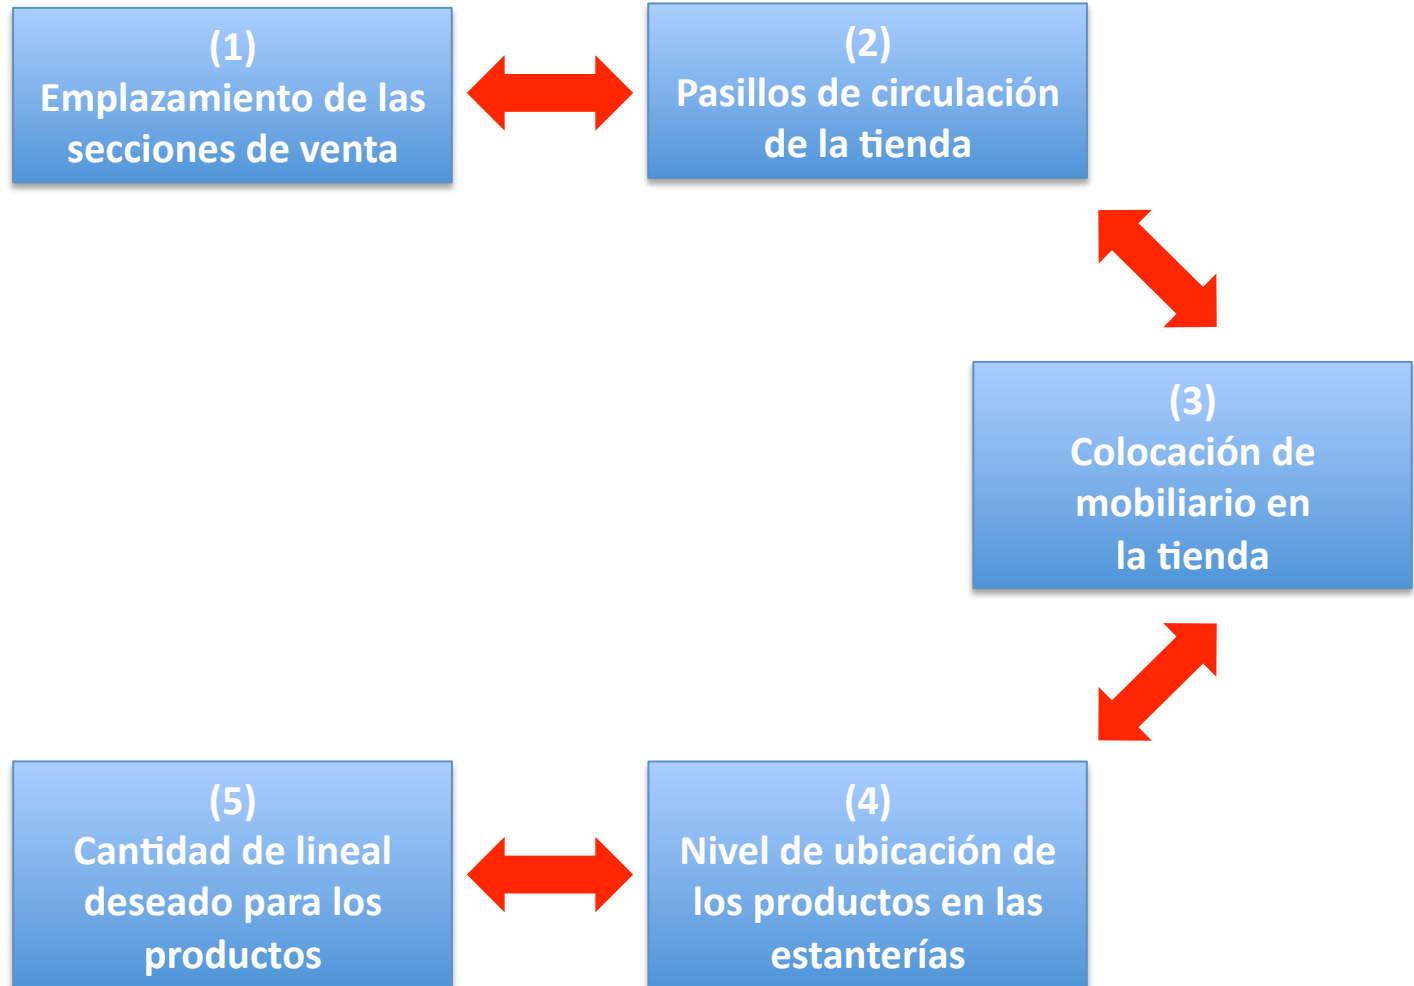 (1)
Emplazamiento de las
secciones de venta
(2)
Pasillos de circulación
de la tienda
(3)
Colocación de
mobiliario en
la tienda
(4)
Nivel de ubicación de
los productos en las
estanterías
(5)
Cantidad de lineal
deseado para los
productos